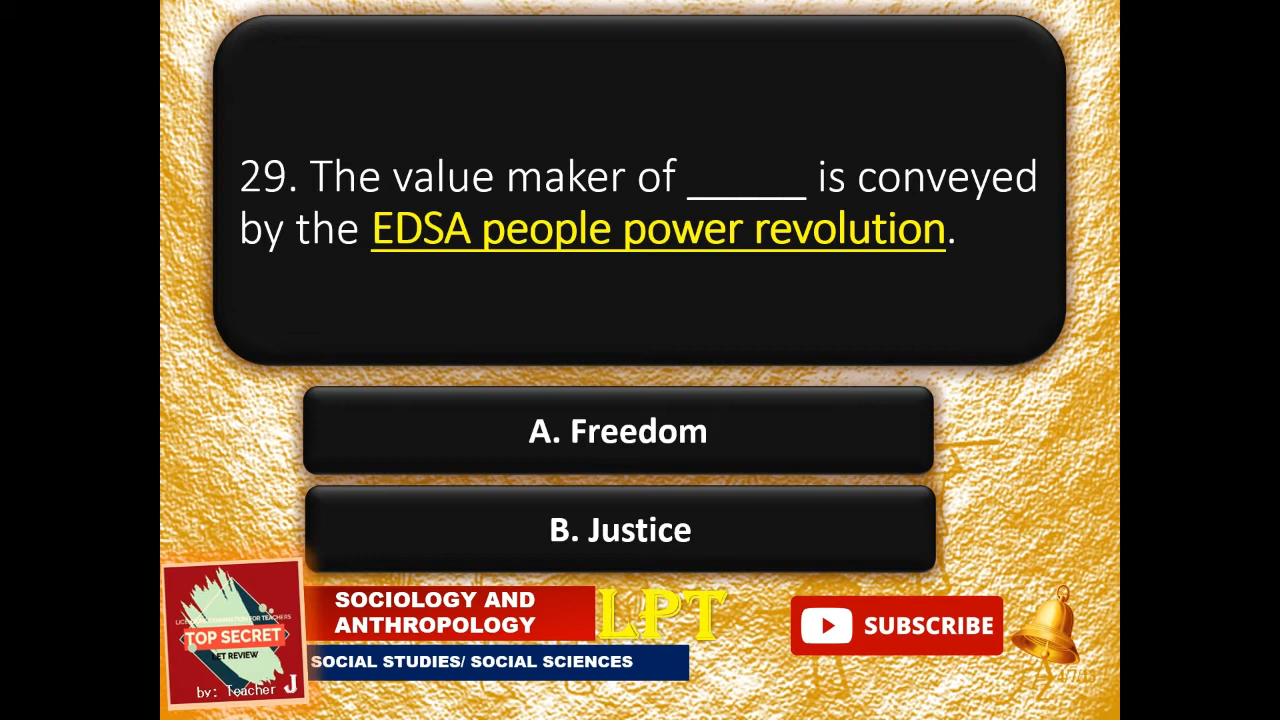 29. The value maker of ______ is conveyed
by the EDSA people power revolution.
A. Freedom
B. Justice
SOCIOLOGY AND
ANTHROPOLOGY
LPT
SOCIAL STUDIES/ SOCIAL SCIENCES
TOP SECRET
LET REVIEW
by: Teacher J
SUBSCRIBE